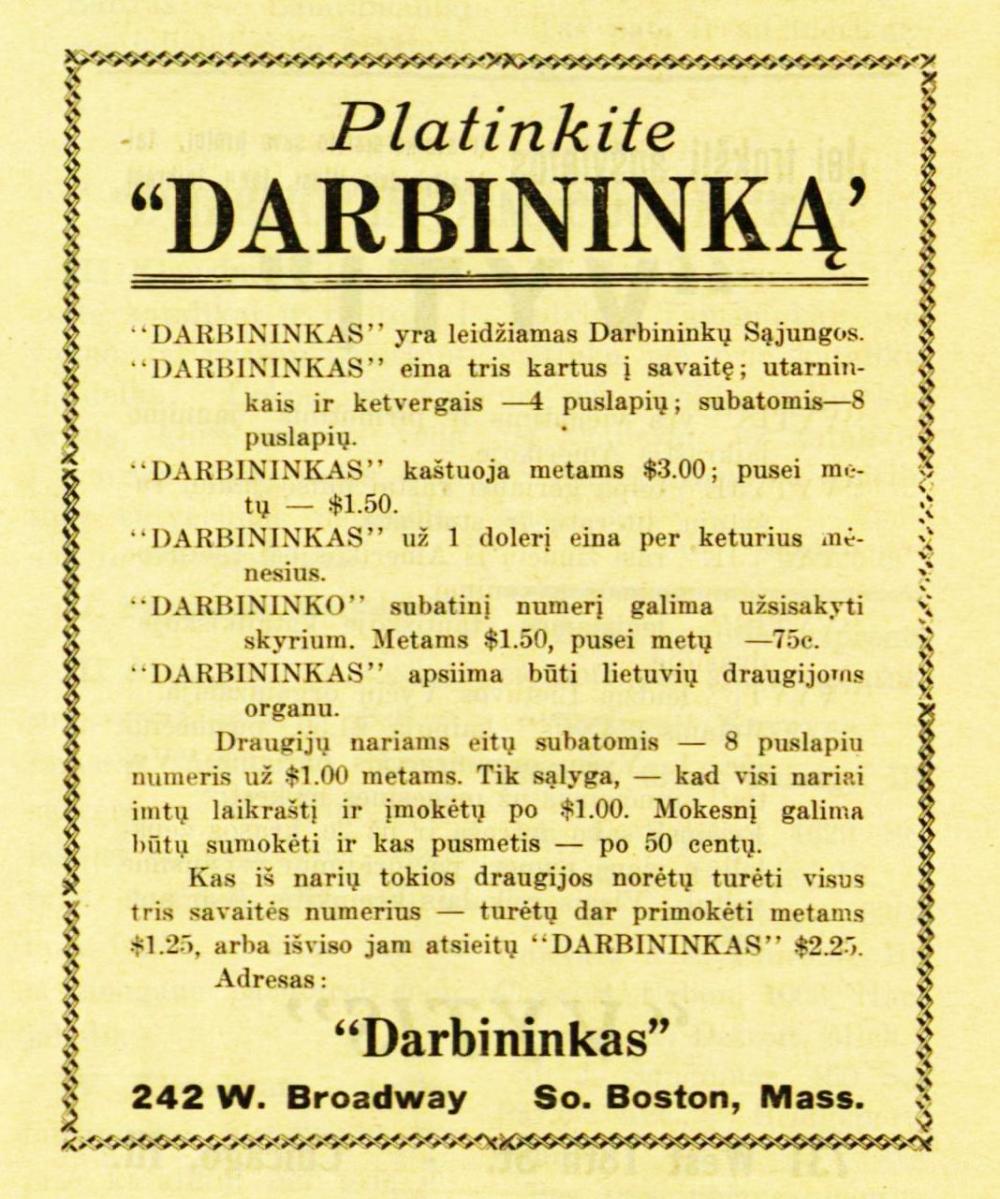 Platinkite
“DARBININKĄ’
“DARBININKAS” yra leidžiamas Darbininkų Sąjungos.
“DARBININKAS” eina tris kartus į savaitę; utarnin-
kais ir ketvergais —4 puslapių; subatomis—8
puslapių.
“DARBININKAS” kaštuoja metams $3.00; pusei me-
tų — $1.50.
“DARBININKAS” už 1 dolerį eina per keturius mė-
nesius.
“DARBININKO” subatinį numerį galima užsisakyti
skyrium. Metams $1.50, pusei metų —75c.
“DARBININKAS” apsiima būti lietuvių draugijoms
organu.
Draugijų nariams eitų subatomis — 8 puslapiu
numeris už $1.00 metams. Tik sąlyga, — kad visi nariai
imtų laikraštį ir įmokėtų po $1.00. Mokesnį galima
būtų sumokėti ir kas pusmetis — po 50 centų.
Kas iš narių tokios draugijos norėtų turėti visus
tris savaitės numerius — turėtų dar primokėti metams
$1.25, arba išviso jam atsieitų “DARBININKAS” $2.25.
Adresas:
“Darbininkas”
242 W. Broadway So. Boston, Mass.